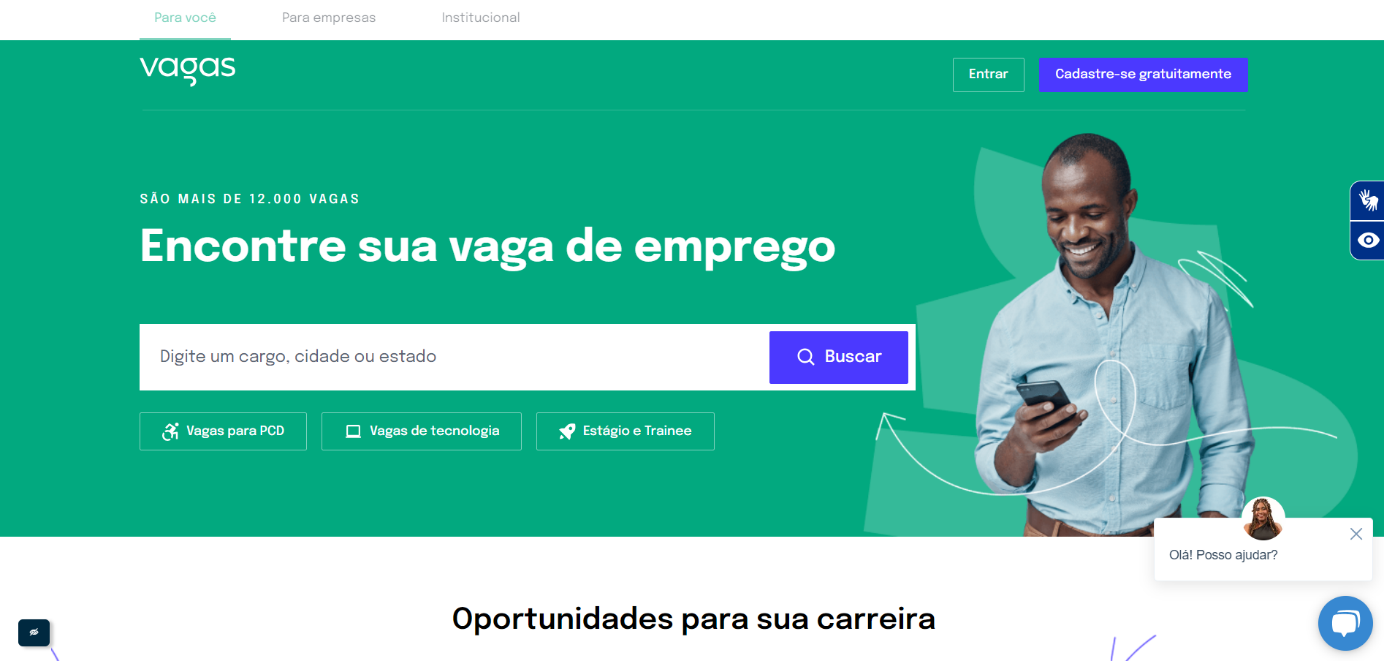 Para você
Para empresas
Institucional
vagas
Entrar
Cadastre-se gratuitamente
SÃO MAIS DE 12.000 VAGAS
Encontre sua vaga de emprego
Digite um cargo, cidade ou estado
Buscar
Vagas para PCD
Vagas de tecnologia
Estágio e Trainee
Olá! Posso ajudar?
Oportunidades para sua carreira